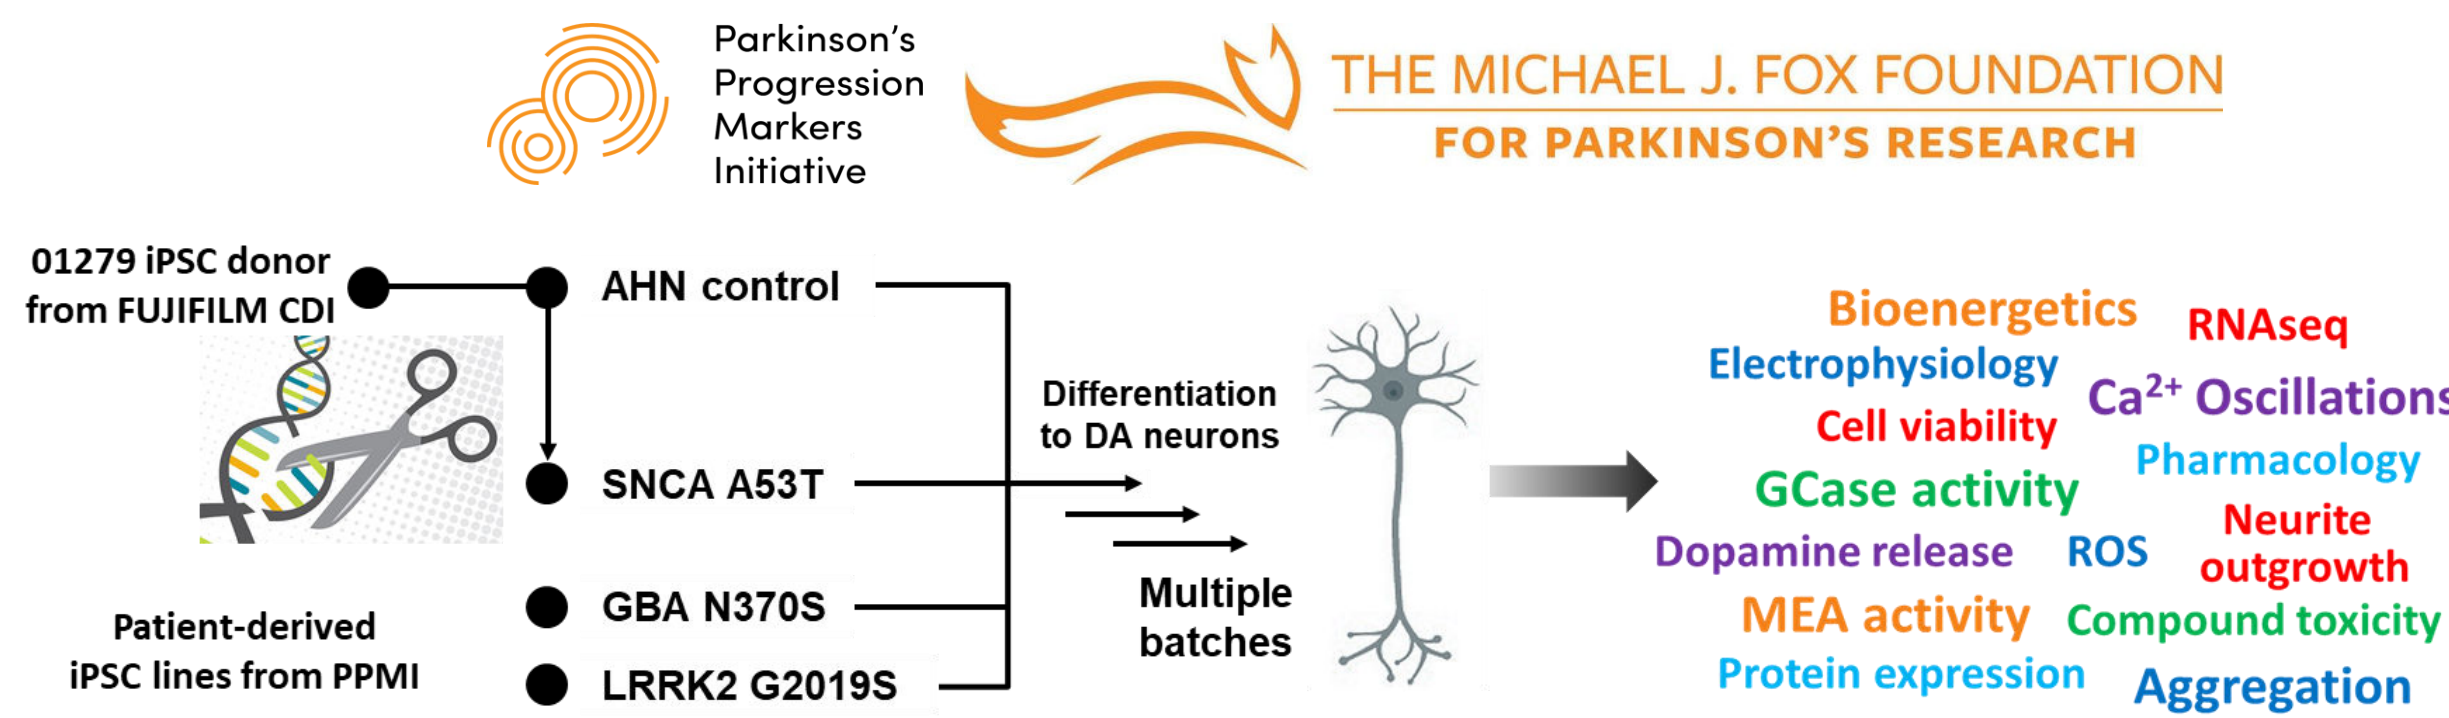 Parkinson's
Progression
Markers
Initiative
THE MICHAEL J. FOX FOUNDATION
FOR PARKINSON'S RESEARCH
01279 iPSC donor
from FUJIFILM CDI
AHN control
SNCA A53T
GBA N370S
LRRK2 G2019S
Patient-derived
iPSC lines from PPMI
Differentiation
to DA neurons
Multiple
batches
Bioenergetics
RNAseq
Electrophysiology
Ca²⁺ Oscillations
Cell viability
Pharmacology
GCase activity
Neurite
outgrowth
Dopamine release
ROS
MEA activity
Compound toxicity
Protein expression
Aggregation